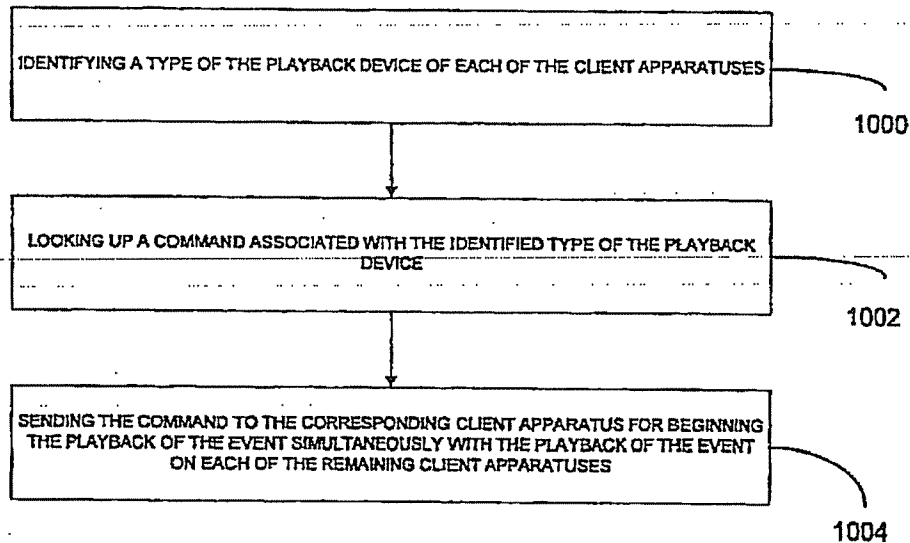 IDENTIFYING A TYPE OF THE PLAYBACK DEVICE OF EACH OF THE CLIENT APPARATUSES
1000
LOOKING UP A COMMAND ASSOCIATED WITH THE IDENTIFIED TYPE OF THE PLAYBACK
DEVICE
1002
SENDING THE COMMAND TO THE CORRESPONDING CLIENT APPARATUS FOR BEGINNING
THE PLAYBACK OF THE EVENT SIMULTANEOUSLY WITH THE PLAYBACK OF THE EVENT
ON EACH OF THE REMAINING CLIENT APPARATUSES
1004